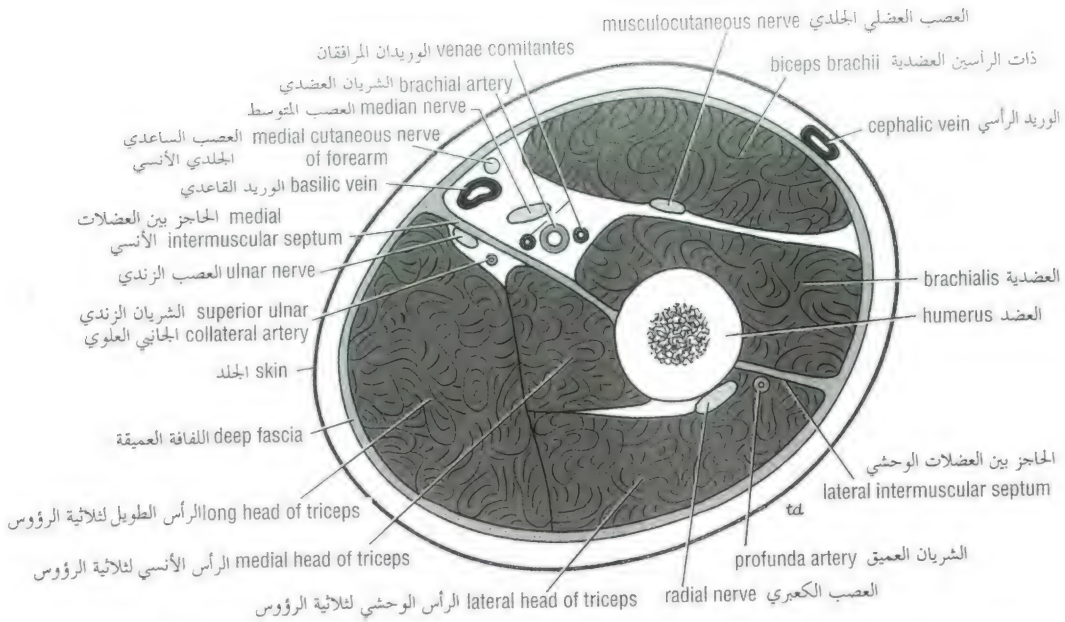 العصب العضلي الجلدي musculocutaneous nerve
الوريدان المرافقان venae comitantes
ذات الرأسين العضدية biceps brachii
الشريان العضدي brachial artery
العصب المتوسط median nerve
الوريد الرأسي cephalic vein
العصب الساعدي medial cutaneous nerve
الجلدي الأنسي of forearm
الوريد القاعدي basilic vein
الحاجز بين العضلات medial
الأنسي intermuscular septum
العصب الزندي ulnar nerve
العضدية brachialis
الشريان الزندي superior ulnar
الجانبي العلوي collateral artery
العضد humerus
الجلد skin
اللفافة العميقة deep fascia
الحاجز بين العضلات الوحشي
lateral intermuscular septum
td
الرأس الطويل لثلاثية الرؤوس long head of triceps
الرأس الأنسي لثلاثية الرؤوس medial head of triceps
الشريان العميق profunda artery
الرأس الوحشي لثلاثية الرؤوس lateral head of triceps
العصب الكعبري radial nerve